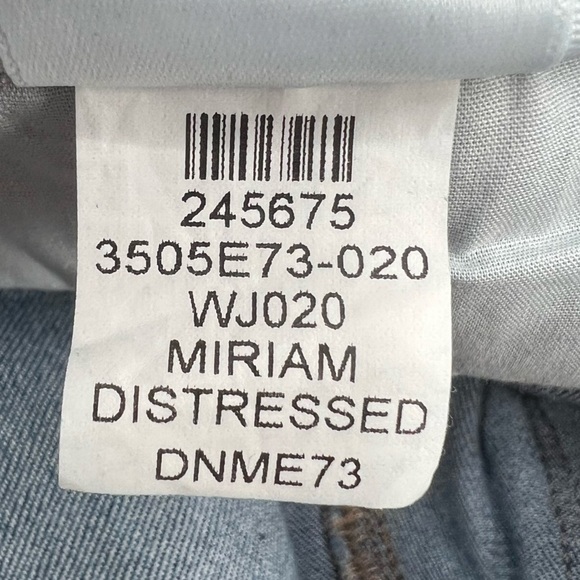 245675
3505E73-020
WJ020
MIRIAM
DISTRESSED
DNME73